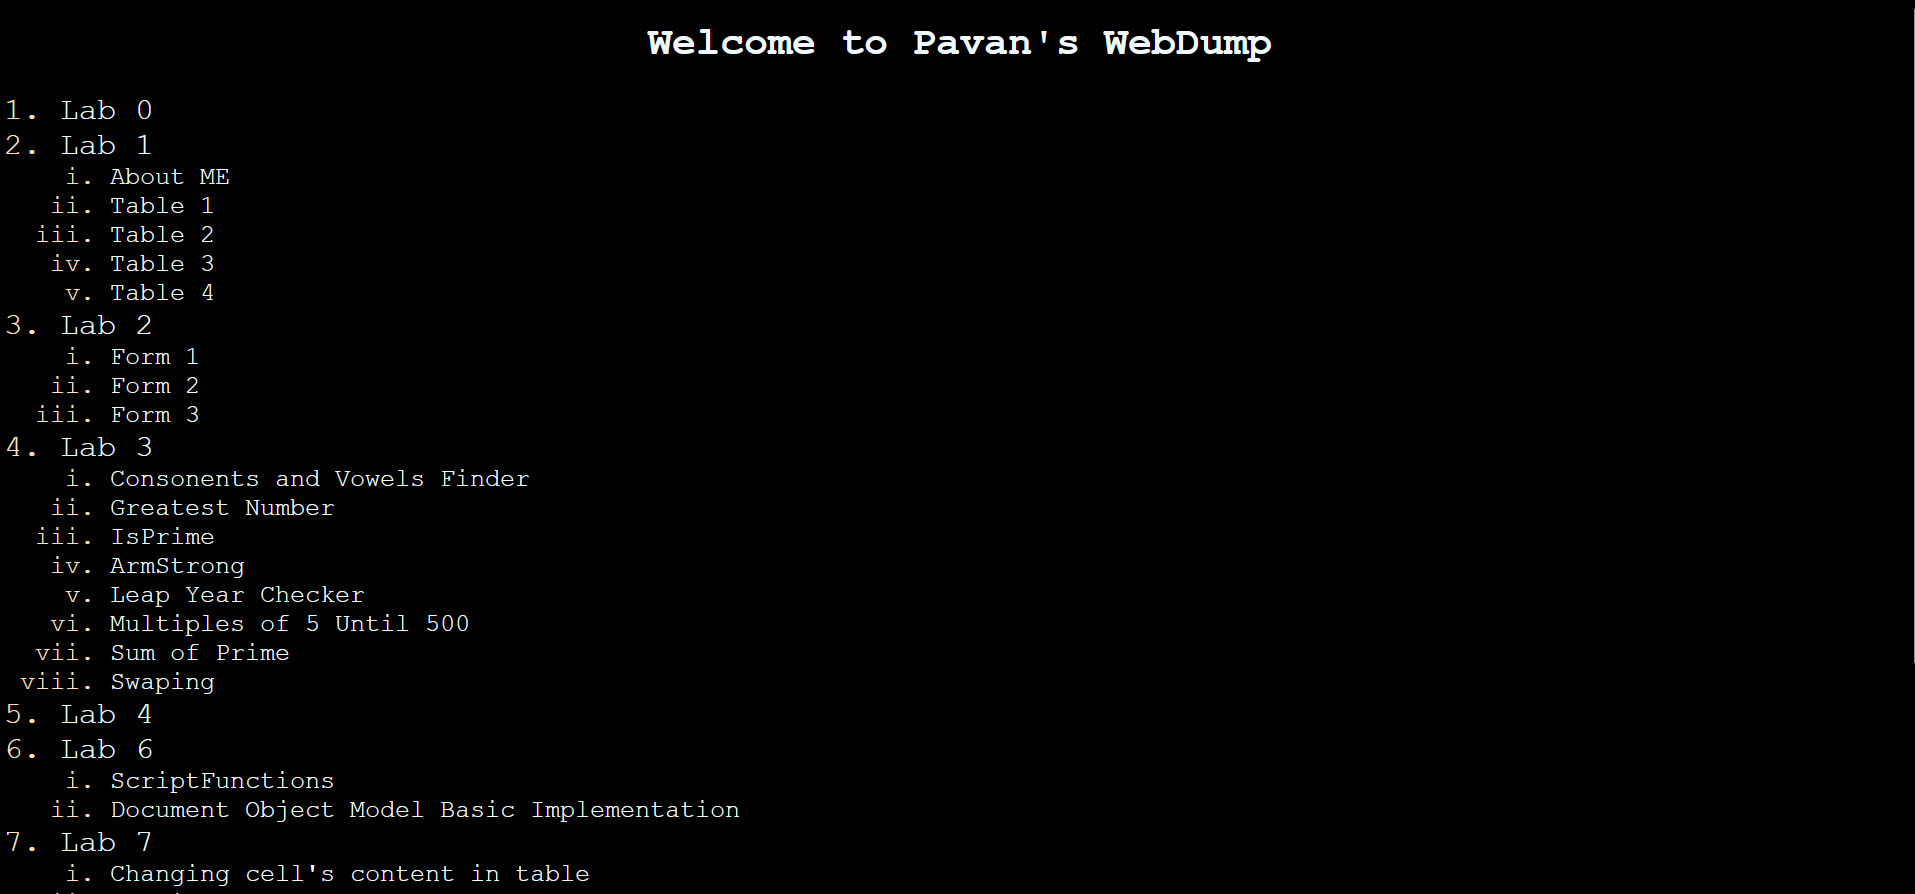 Welcome to Pavan's WebDump
1. Lab 0
2. Lab 1
i. About ME
ii. Table 1
iii. Table 2
iv. Table 3
v. Table 4
3. Lab 2
i. Form 1
ii. Form 2
iii. Form 3
4. Lab 3
i. Consonents and Vowels Finder
ii. Greatest Number
iii. IsPrime
iv. ArmStrong
v. Leap Year Checker
vi. Multiples of 5 Until 500
vii. Sum of Prime
viii. Swaping
5. Lab 4
6. Lab 6
i. ScriptFunctions
ii. Document Object Model Basic Implementation
7. Lab 7
i. Changing cell's content in table